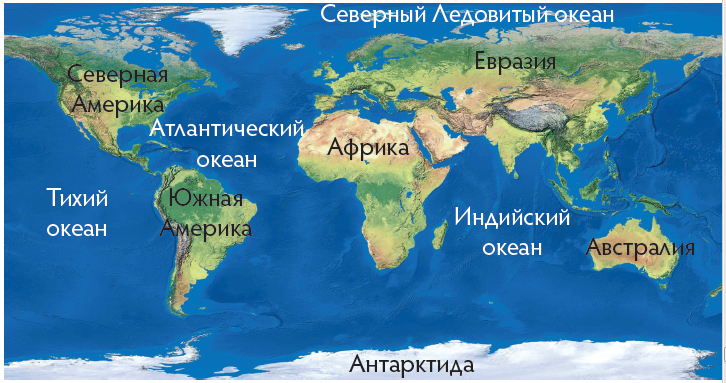 Северный Ледовитый океан
Северная
Америка
Евразия
Атлантический
океан
Африка
Тихий
океан
Южная
Америка
Индийский
океан
Австралия
Антарктида